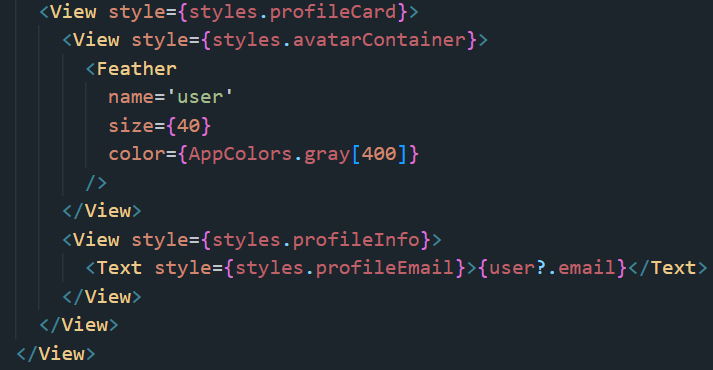 <View style={styles.profileCard}>
<View style={styles.avatarContainer}>
<Feather
name='user'
size={40}
color={AppColors.gray[400]}
/>
</View>
<View style={styles.profileInfo}>
<Text style={styles.profileEmail}>{user?.email}</Text>
</View>
</View>
</View>